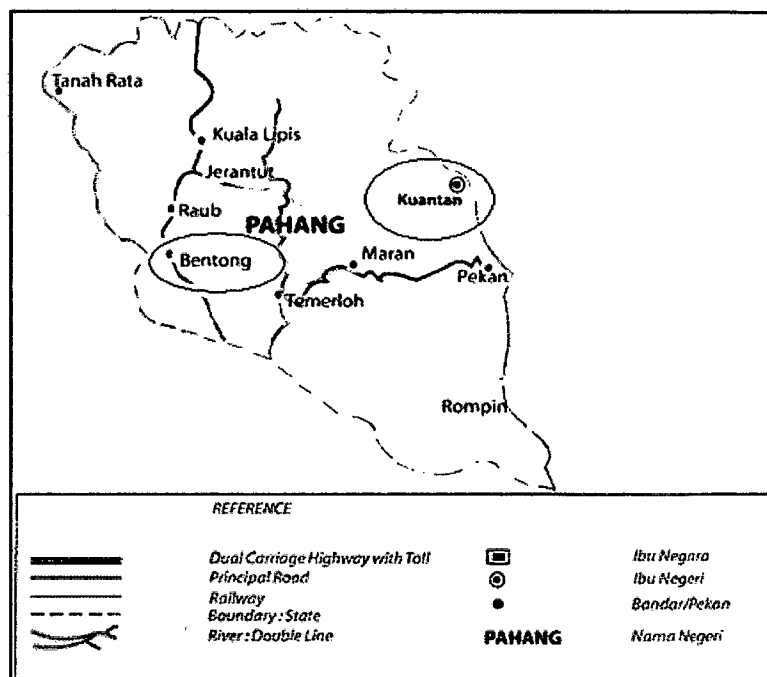 Tanah Rata
Kuala Lipis
Jerantut
Raub
Kuantan
PAHANG
Bentong
Maran
Pekan
Temerloh
Rompin
REFERENCE
Dual Carriage Highway with Toll
Principal Road
Railway
Boundary : State
River : Double Line
Ibu Negara
Ibu Negeri
Bandar/Pekan
PAHANG
Nama Negeri